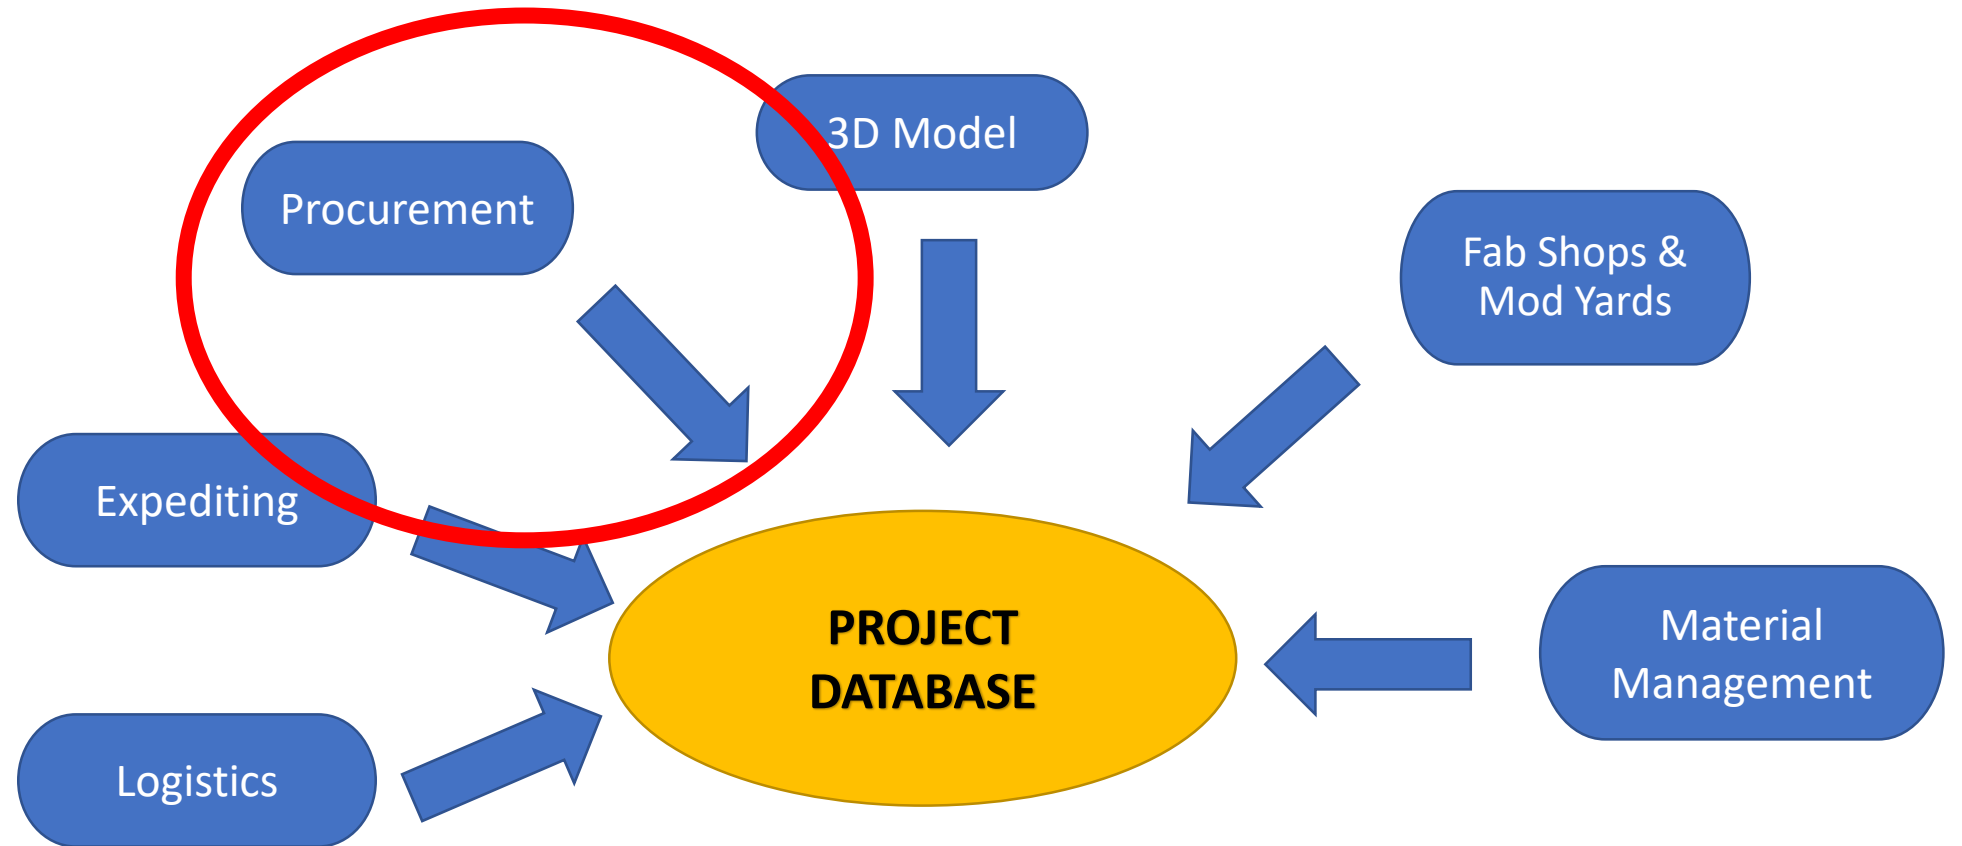 3D Model
Procurement
Fab Shops &
Mod Yards
Expediting
PROJECT
DATABASE
Material
Management
Logistics